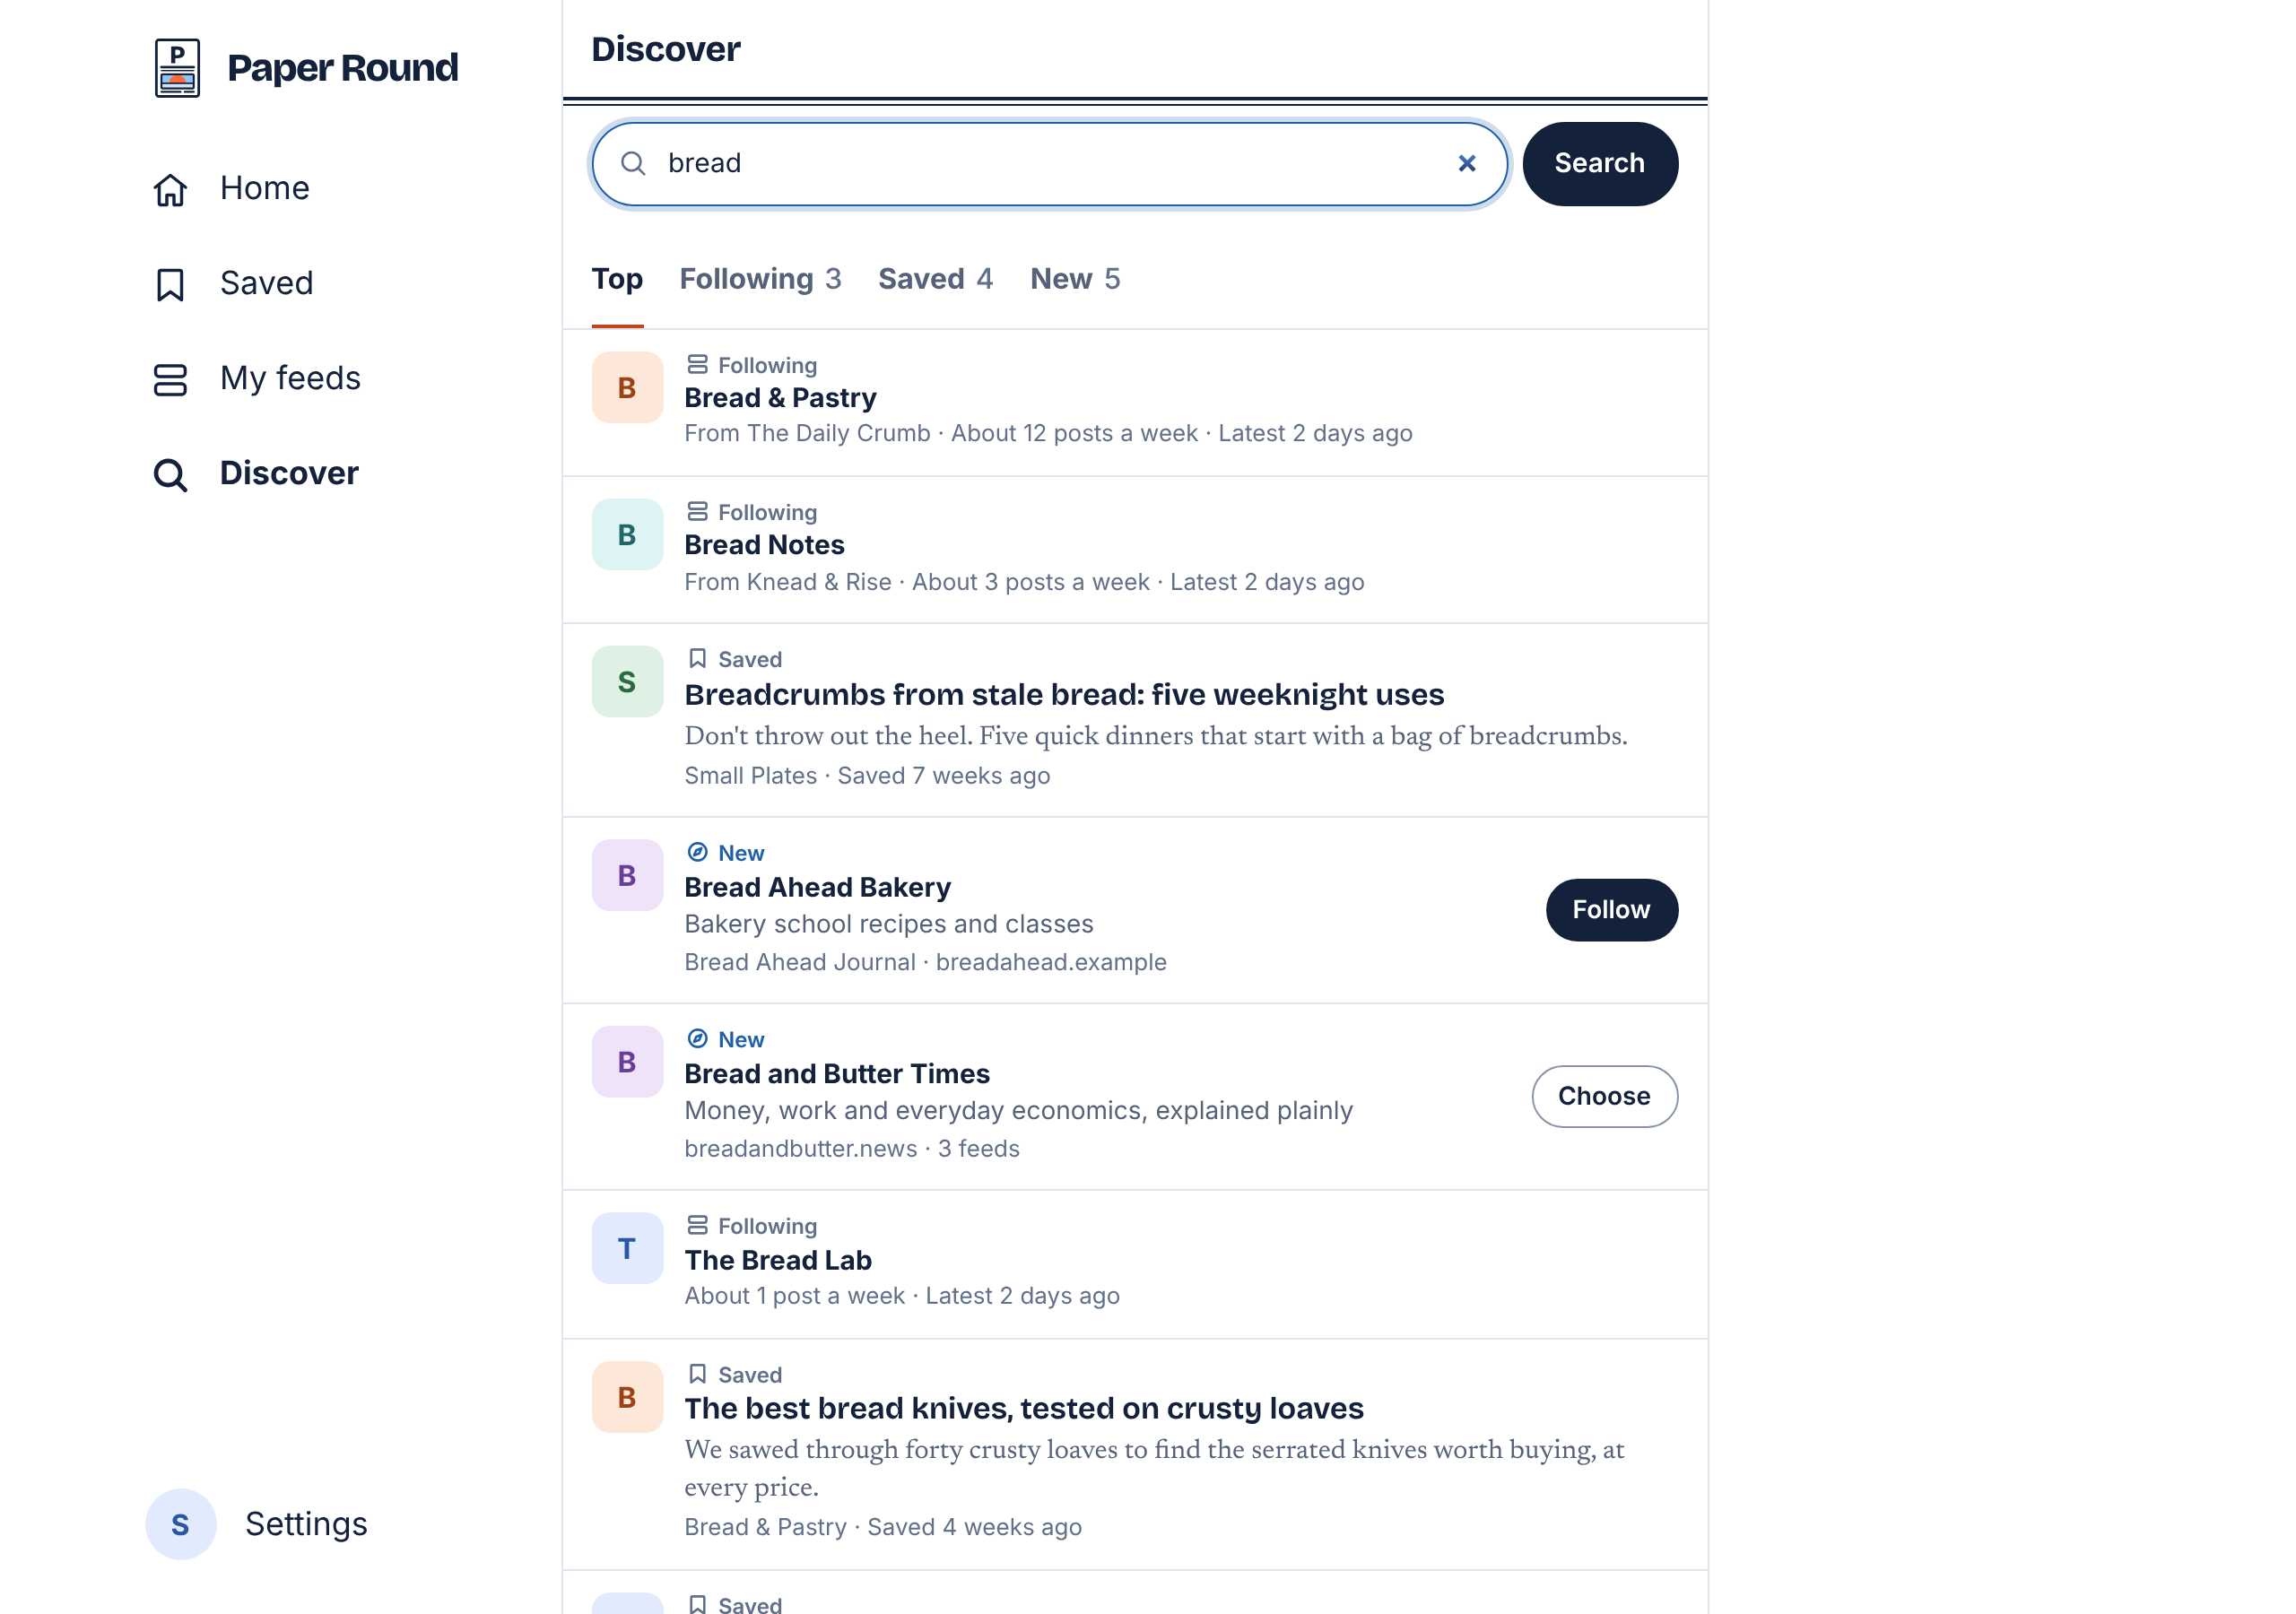 P
Paper Round
Home
Saved
My feeds
Discover
S
Settings
Discover
bread
Search
Top
Following 3
Saved 4
New 5
B
Following
Bread & Pastry
From The Daily Crumb · About 12 posts a week · Latest 2 days ago
B
Following
Bread Notes
From Knead & Rise · About 3 posts a week · Latest 2 days ago
S
Saved
Breadcrumbs from stale bread: five weeknight uses
Don't throw out the heel. Five quick dinners that start with a bag of breadcrumbs.
Small Plates · Saved 7 weeks ago
B
New
Bread Ahead Bakery
Bakery school recipes and classes
Bread Ahead Journal · breadahead.example
Follow
B
New
Bread and Butter Times
Money, work and everyday economics, explained plainly
breadandbutter.news · 3 feeds
Choose
T
Following
The Bread Lab
About 1 post a week · Latest 2 days ago
B
Saved
The best bread knives, tested on crusty loaves
We sawed through forty crusty loaves to find the serrated knives worth buying, at
every price.
Bread & Pastry · Saved 4 weeks ago
Saved